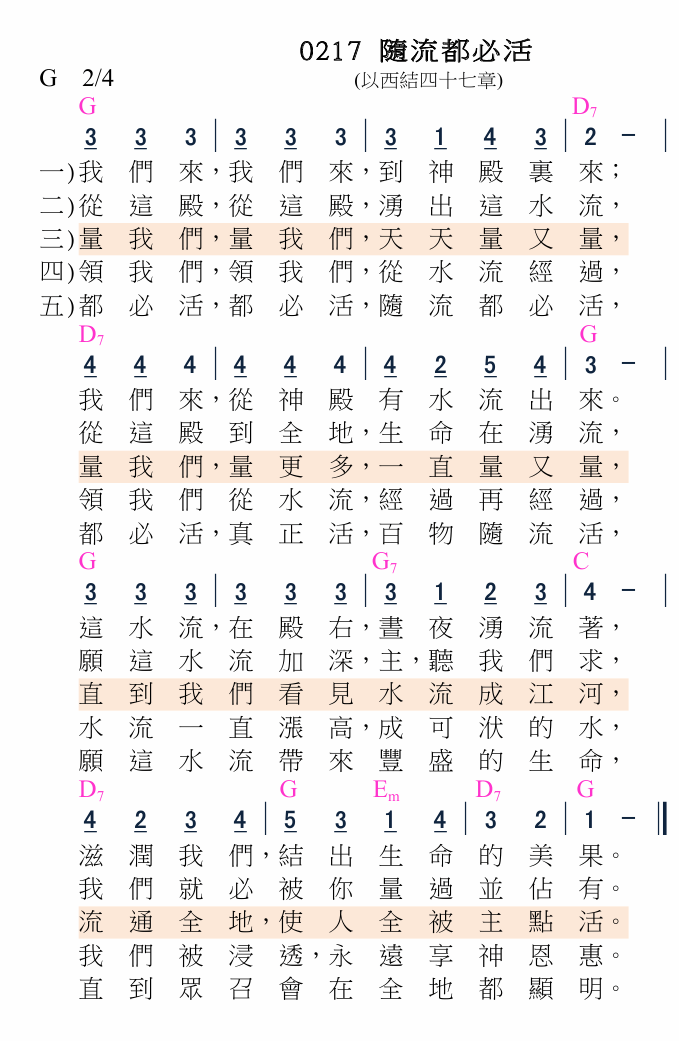 0217 隨流都必活
G 2/4 (以西結四十七章)
G D7
3 3 3 | 3 3 3 | 3 1 4 3 | 2 － |
一)我們來，我們來，到神殿裏來；
二)從這殿，從這殿，湧出這水流，
三)量我們，量我們，天天量又量，
四)領我們，領我們，從水流經過，
五)都必活，都必活，隨流都必活，
D7 G
4 4 4 | 4 4 4 | 4 2 5 4 | 3 － |
我們來，從神殿有水流出來。
從這殿到全地，生命在湧流，
量我們，量更多，一直量又量，
領我們從水流，經過再經過，
都必活，真正活，百物隨流活，
G G7 C
3 3 3 | 3 3 3 | 3 1 2 3 | 4 － |
這水流，在殿右，晝夜湧流著，
願這水流加深，主，聽我們求，
直到我們看見水流成江河，
水流一直漲高，成可洑的水，
願這水流帶來豐盛的生命，
D7 G Em D7 G
4 2 3 4 | 5 3 1 4 | 3 2 | 1 － ‖
滋潤我們，結出生命的美果。
我們就必被你量過並佔有。
流通全地，使人全被主點活。
我們被浸透，永遠享神恩惠。
直到眾召會在全地都顯明。